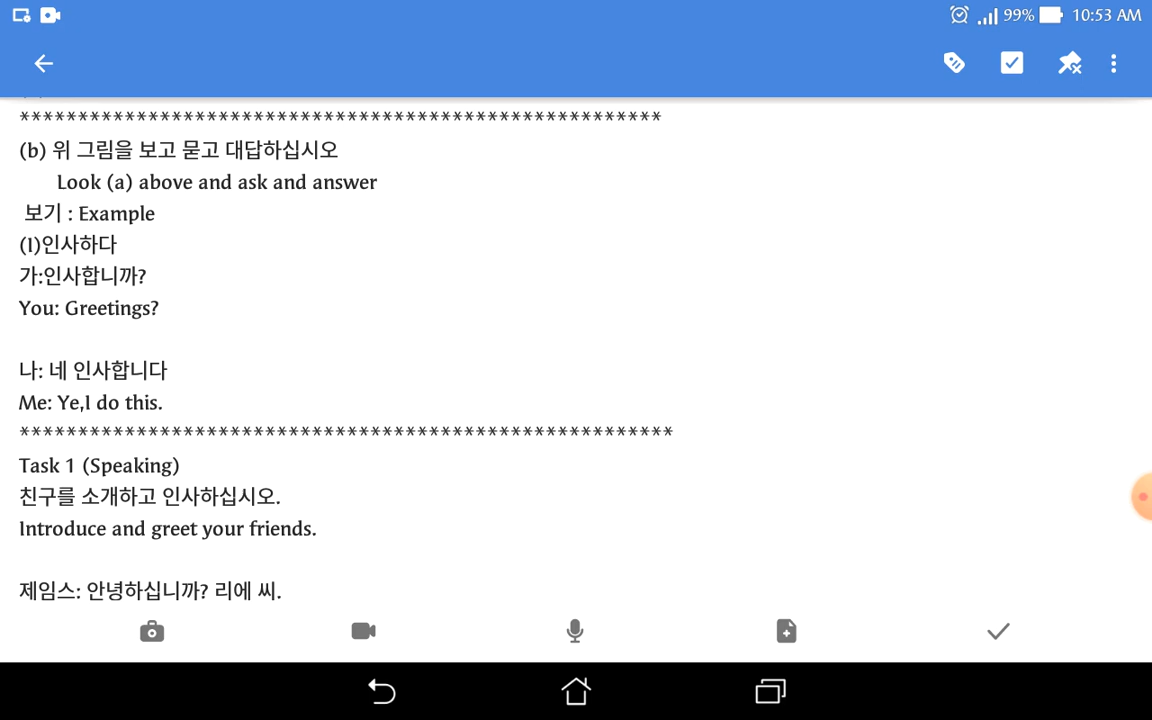 99% 10:53 AM
*******************************************************
(b) 위 그림을 보고 묻고 대답하십시오
Look (a) above and ask and answer
보기 : Example
(I)인사하다
가:인사합니까?
You: Greetings?
나: 네 인사합니다
Me: Ye,I do this.
********************************************************
Task 1 (Speaking)
친구를 소개하고 인사하십시오.
Introduce and greet your friends.
제임스: 안녕하십니까? 리에 씨.